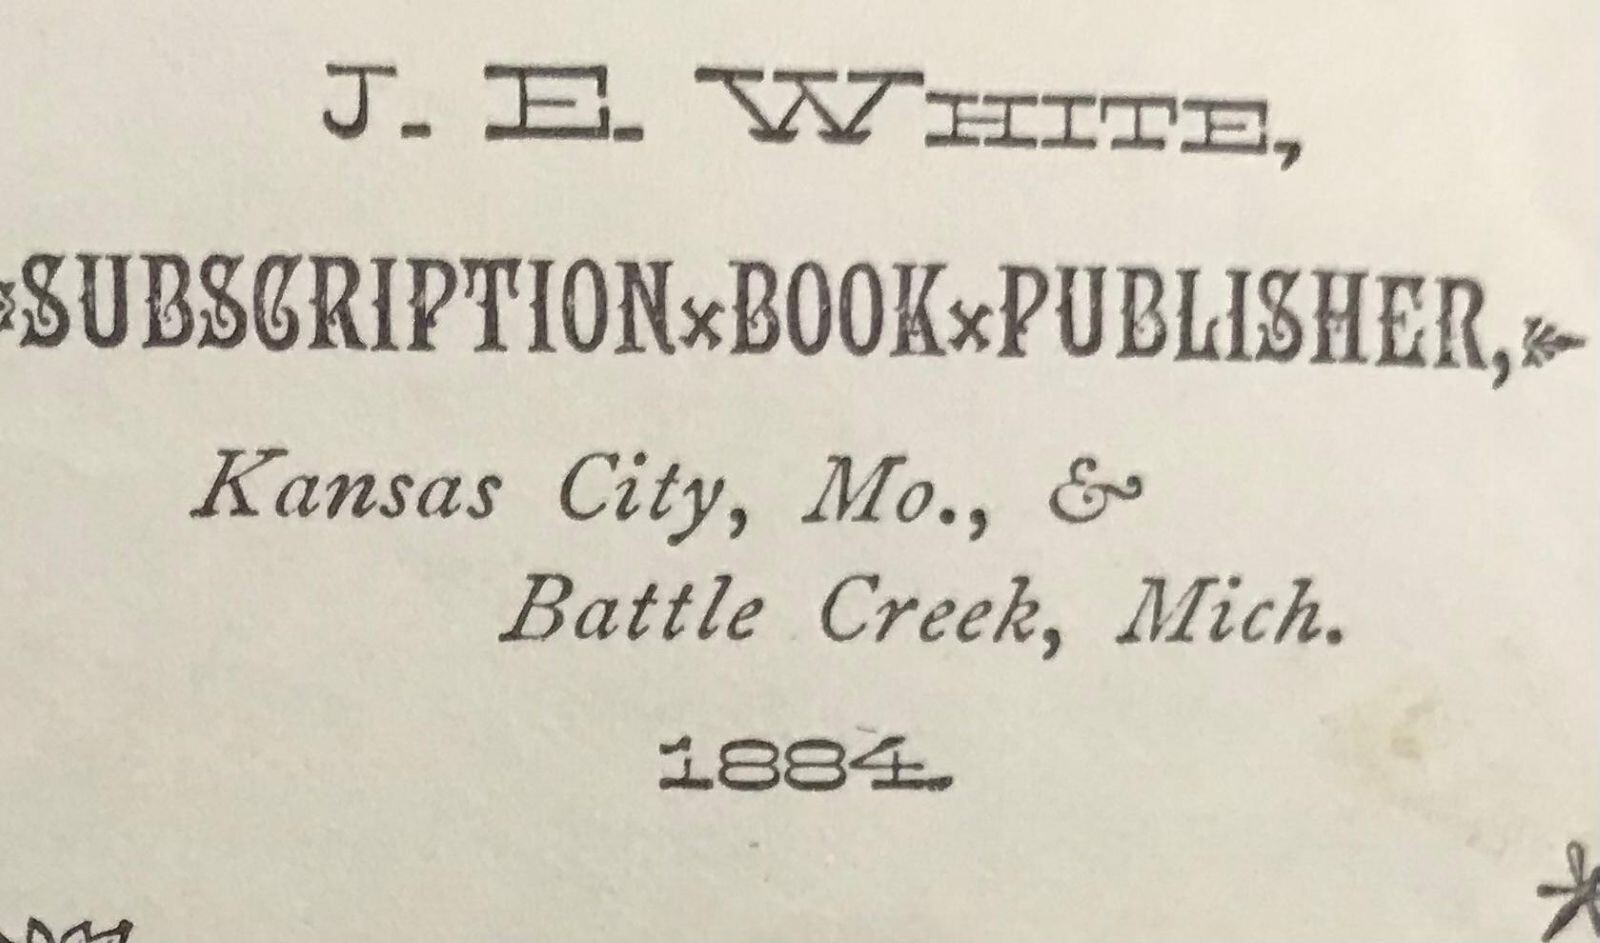 J. E. WHITE,
SUBSCRIPTION×BOOK×PUBLISHER,
Kansas City, Mo., &
Battle Creek, Mich.
1884.